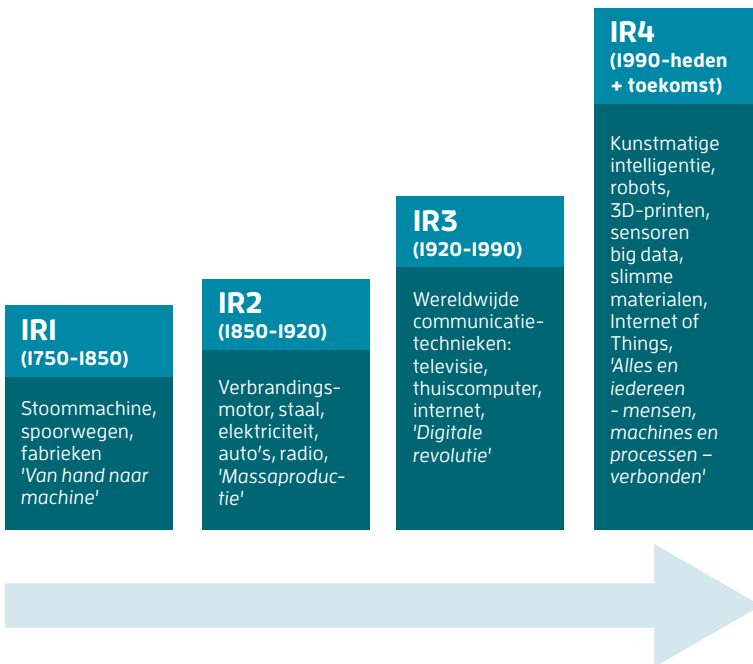 IR1
(1750-1850)
Stoommachine,
spoorwegen,
fabrieken
'Van hand naar
machine'
IR2
(1850-1920)
Verbrandings-
motor, staal,
elektriciteit,
auto's, radio,
'Massaproduc-
tie'
IR3
(1920-1990)
Wereldwijde
communicatie-
technieken:
televisie,
thuiscomputer,
internet,
'Digitale
revolutie'
IR4
(1990-heden
+ toekomst)
Kunstmatige
intelligentie,
robots,
3D-printen,
sensoren
big data,
slimme
materialen,
Internet of
Things,
'Alles en
iedereen
- mensen,
machines en
processen –
verbonden'